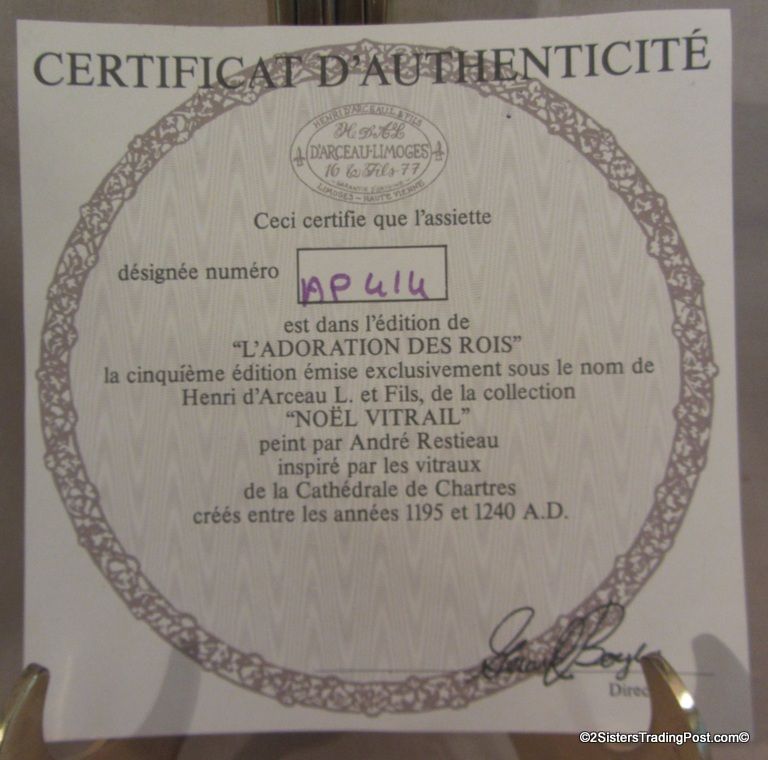 CERTIFICAT D'AUTHENTICITÉ
HENRI D'ARCEAU L. & FILS
H. D'A & L
D'ARCEAU-LIMOGES
16 & Fils 77
GARANTIE D'ORIGINE
LIMOGES - HAUTE VIENNE
Ceci certifie que l'assiette
désignée numéro AP 414
est dans l'édition de
“L'ADORATION DES ROIS”
la cinquième édition émise exclusivement sous le nom de
Henri d'Arceau L. et Fils, de la collection
“NOËL VITRAIL”
peint par André Restieau
inspiré par les vitraux
de la Cathédrale de Chartres
créés entre les années 1195 et 1240 A.D.
Direc
©2SistersTradingPost.com©